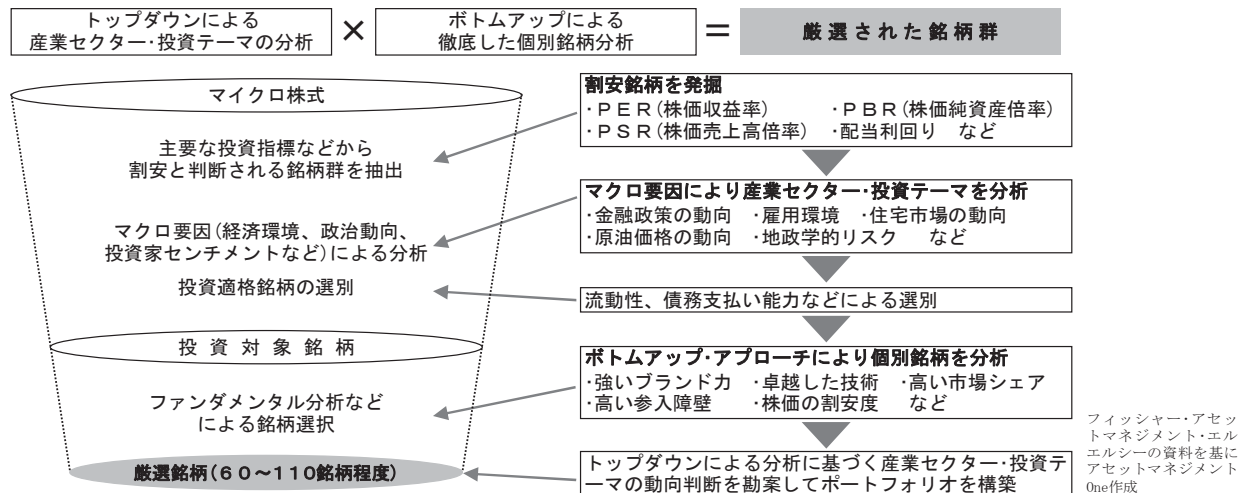 トップダウンによる
産業セクター・投資テーマの分析
×
ボトムアップによる
徹底した個別銘柄分析
＝
厳選された銘柄群
マイクロ株式
主要な投資指標などから
割安と判断される銘柄群を抽出
マクロ要因(経済環境、政治動向、
投資家センチメントなど)による分析
投資適格銘柄の選別
投資対象銘柄
ファンダメンタル分析など
による銘柄選択
厳選銘柄(60～110銘柄程度)
割安銘柄を発掘
・PER(株価収益率) ・PBR(株価純資産倍率)
・PSR(株価売上高倍率) ・配当利回り など
マクロ要因により産業セクター・投資テーマを分析
・金融政策の動向 ・雇用環境 ・住宅市場の動向
・原油価格の動向 ・地政学的リスク など
流動性、債務支払い能力などによる選別
ボトムアップ・アプローチにより個別銘柄を分析
・強いブランド力 ・卓越した技術 ・高い市場シェア
・高い参入障壁 ・株価の割安度 など
トップダウンによる分析に基づく産業セクター・投資テ
ーマの動向判断を勘案してポートフォリオを構築
フィッシャー・アセッ
トマネジメント・エル
エルシーの資料を基に
アセットマネジメント
One作成